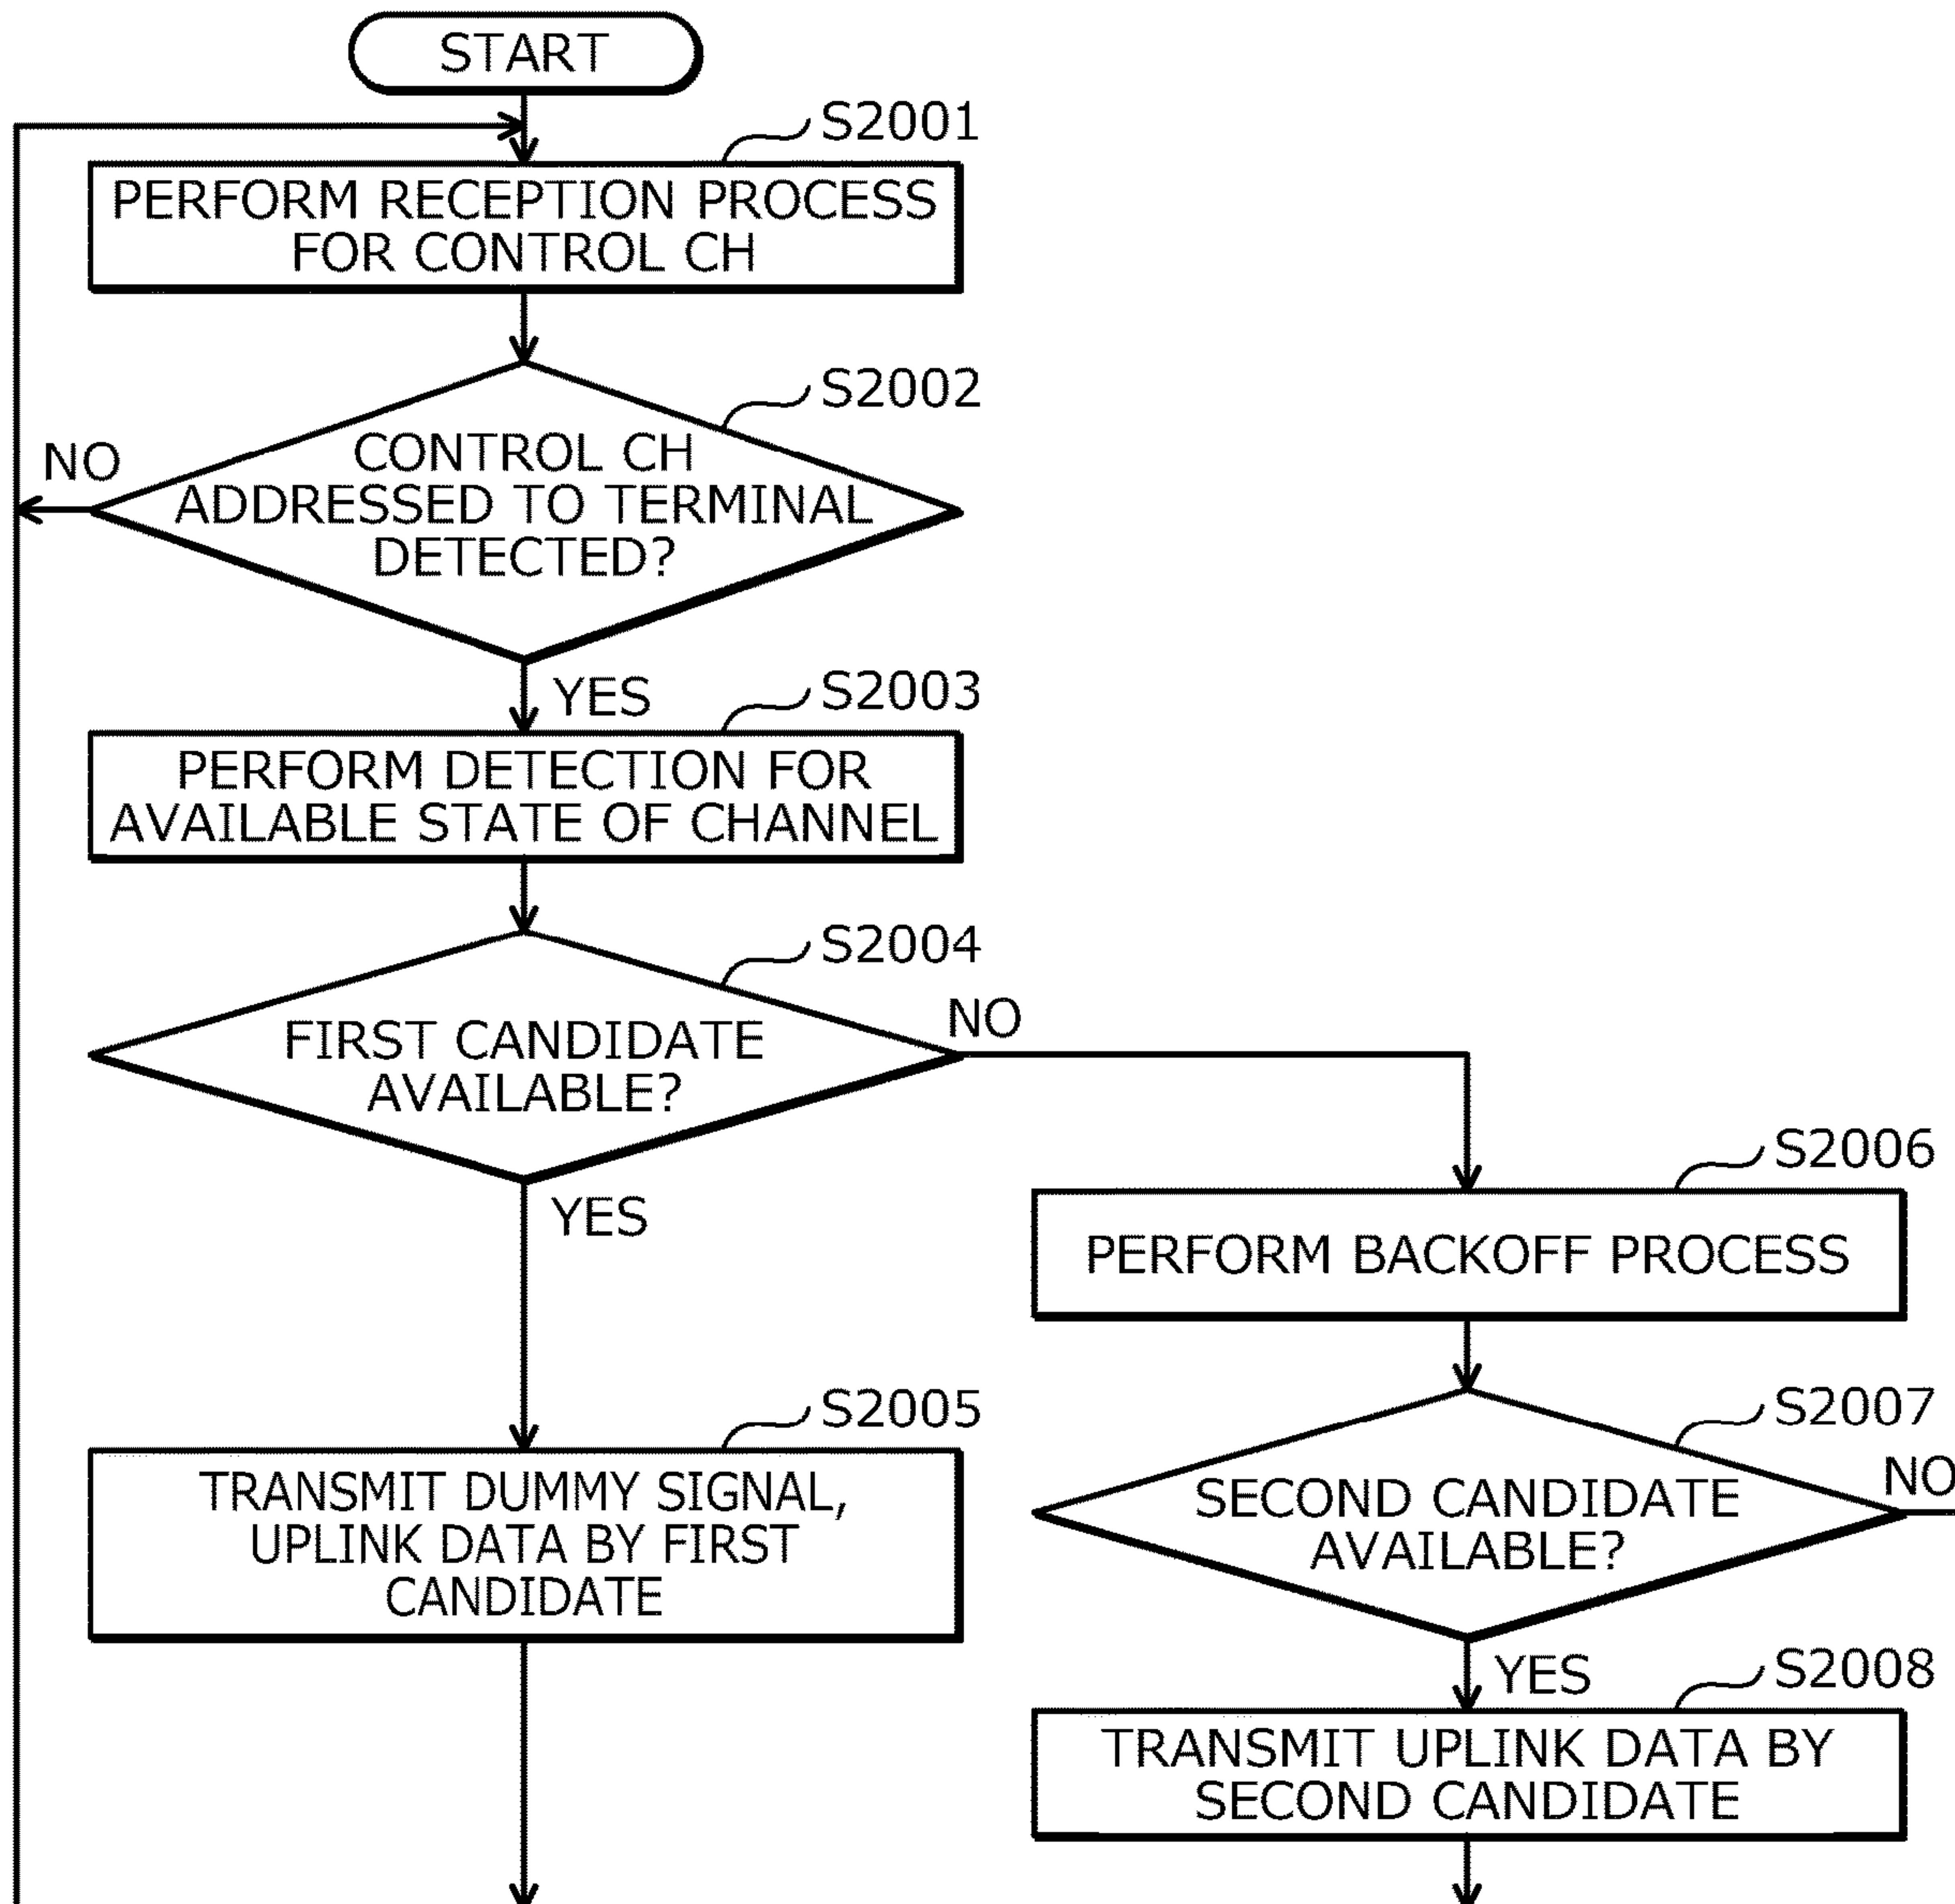 START
S2001
PERFORM RECEPTION PROCESS
FOR CONTROL CH
S2002
NO
CONTROL CH
ADDRESSED TO TERMINAL
DETECTED?
YES
S2003
PERFORM DETECTION FOR
AVAILABLE STATE OF CHANNEL
S2004
NO
FIRST CANDIDATE
AVAILABLE?
YES
S2006
PERFORM BACKOFF PROCESS
S2005
TRANSMIT DUMMY SIGNAL,
UPLINK DATA BY FIRST
CANDIDATE
S2007
NO
SECOND CANDIDATE
AVAILABLE?
YES
S2008
TRANSMIT UPLINK DATA BY
SECOND CANDIDATE